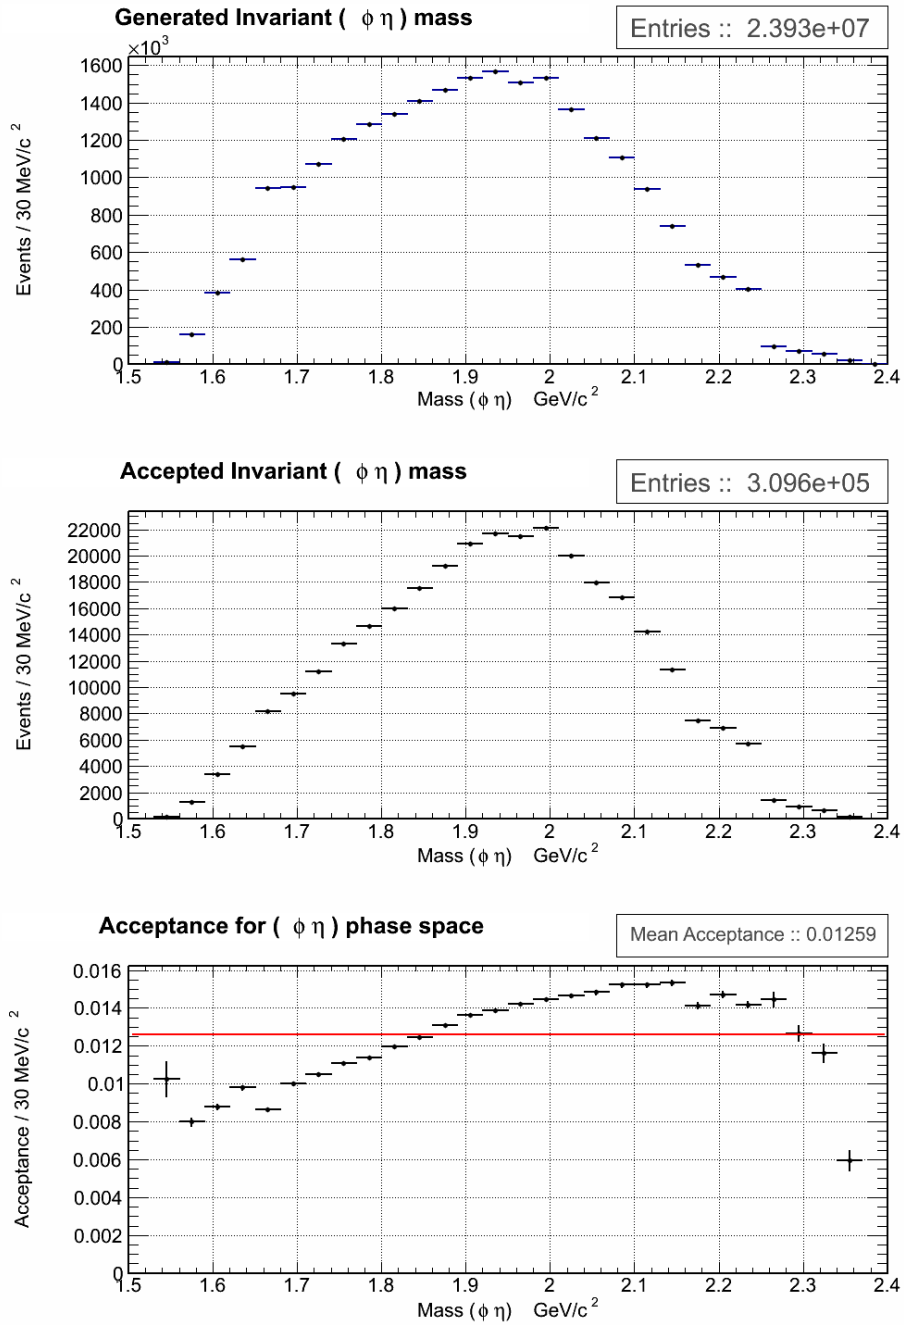 Generated Invariant ( ϕ η ) mass
Entries :: 2.393e+07
×10³
1600
1400
1200
1000
800
600
400
200
0
Events / 30 MeV/c ²
1.5 1.6 1.7 1.8 1.9 2 2.1 2.2 2.3 2.4
Mass ( ϕ η) GeV/c ²
Accepted Invariant ( ϕ η ) mass
Entries :: 3.096e+05
22000
20000
18000
16000
14000
12000
10000
8000
6000
4000
2000
0
Events / 30 MeV/c ²
1.5 1.6 1.7 1.8 1.9 2 2.1 2.2 2.3 2.4
Mass ( ϕ η) GeV/c ²
Acceptance for ( ϕ η ) phase space
Mean Acceptance :: 0.01259
0.016
0.014
0.012
0.01
0.008
0.006
0.004
0.002
0
Acceptance / 30 MeV/c ²
1.5 1.6 1.7 1.8 1.9 2 2.1 2.2 2.3 2.4
Mass ( ϕ η) GeV/c ²